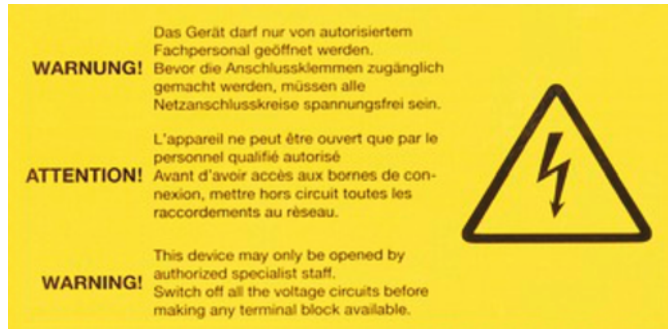 WARNUNG!
Das Gerät darf nur von autorisiertem
Fachpersonal geöffnet werden.
Bevor die Anschlussklemmen zugänglich
gemacht werden, müssen alle
Netzanschlusskreise spannungsfrei sein.
ATTENTION!
L'appareil ne peut être ouvert que par le
personnel qualifié autorisé
Avant d'avoir accès aux bornes de con-
nexion, mettre hors circuit toutes les
raccordements au rèseau.
WARNING!
This device may only be opened by
authorized specialist staff.
Switch off all the voltage circuits before
making any terminal block available.